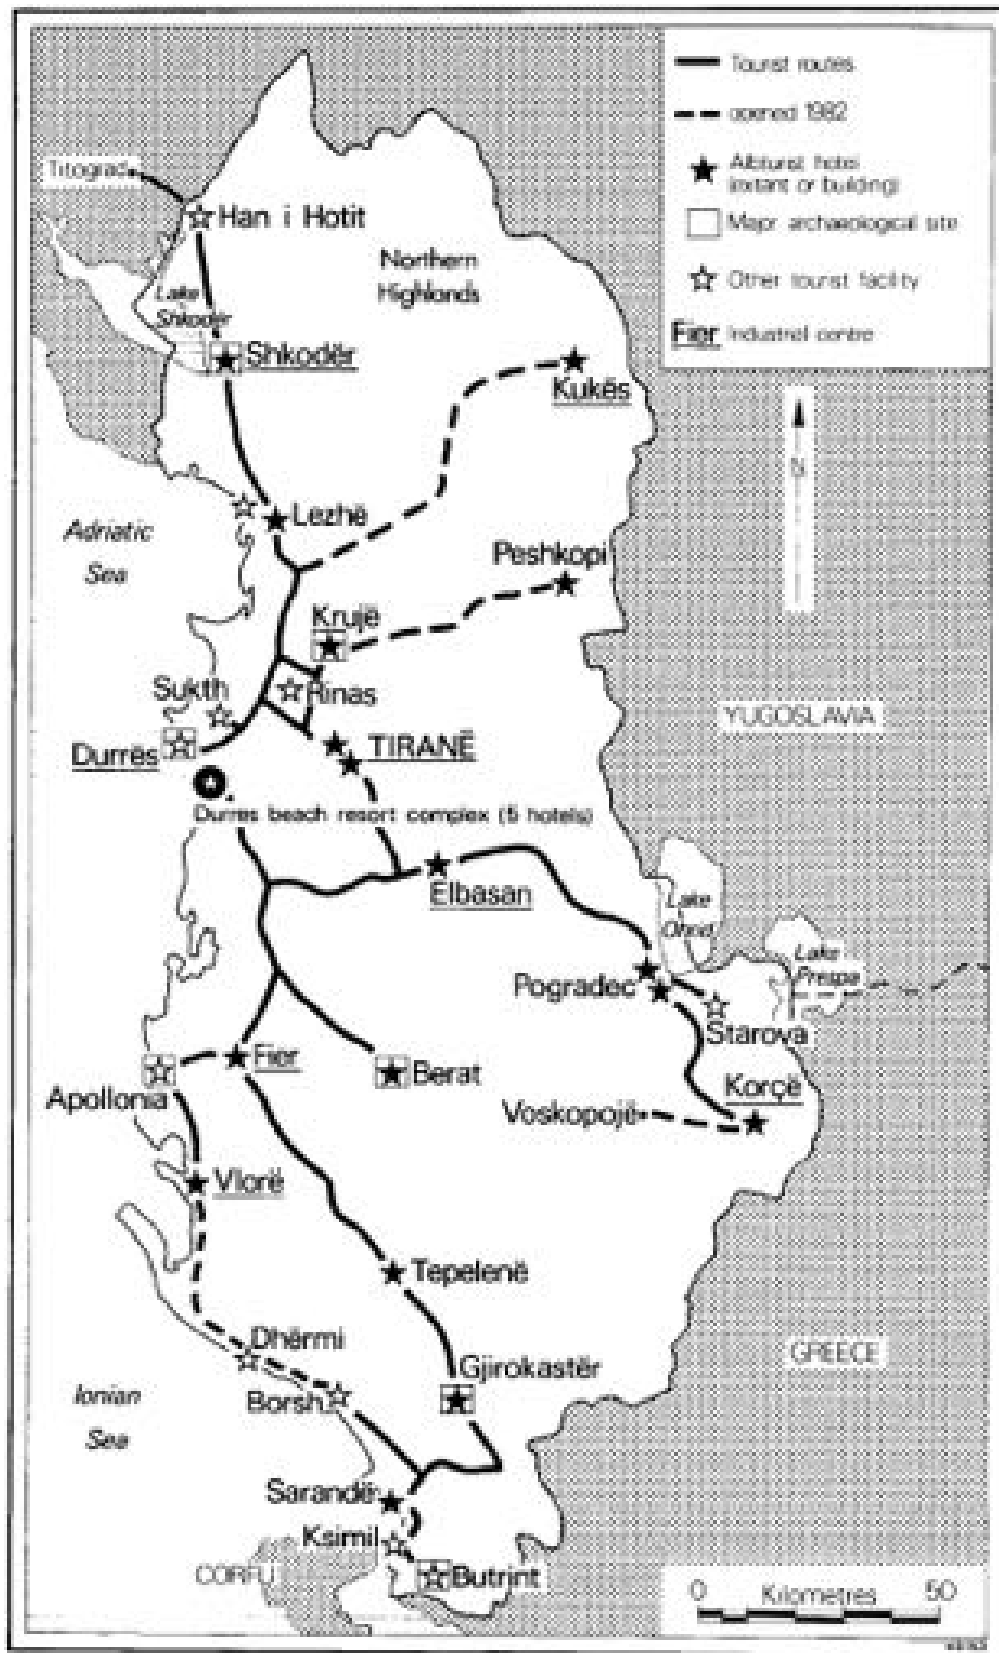 Tourist routes
opened 1982
Albturist hotel
(extant or building)
Major archaeological site
Other tourist facility
Fier Industrial centre
Titograd
Han i Hotit
Northern
Highlands
Lake
Shkodër
Shkodër
Kukës
N
Lezhë
Adriatic
Sea
Peshkopi
Krujë
Rinas
Sukth
YUGOSLAVIA
Durrës
TIRANË
Durres beach resort complex (5 hotels)
Elbasan
Lake
Ohrid
Lake
Prespa
Pogradec
Starova
Fier
Berat
Apollonia
Korçë
Voskopojë
Vlorë
Tepelenë
Dhërmi
GREECE
Gjirokastër
Ionian
Sea
Borsh
Sarandë
Ksimil
CORFU
Butrint
0 Kilometres 50